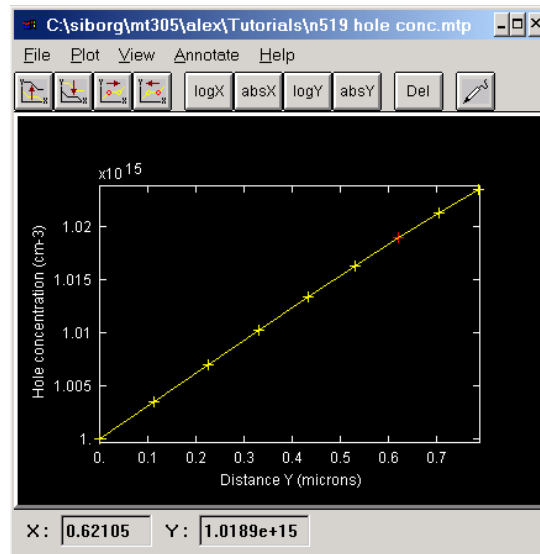 C:\siborg\mt305\alex\Tutorials\n519 hole conc.mtp
File Plot View Annotate Help
logX absX logY absY Del
x10 15
1.02
1.015
1.01
1.005
1.
Hole concentration (cm-3)
0. 0.1 0.2 0.3 0.4 0.5 0.6 0.7
Distance Y (microns)
X: 0.62105 Y: 1.0189e+15